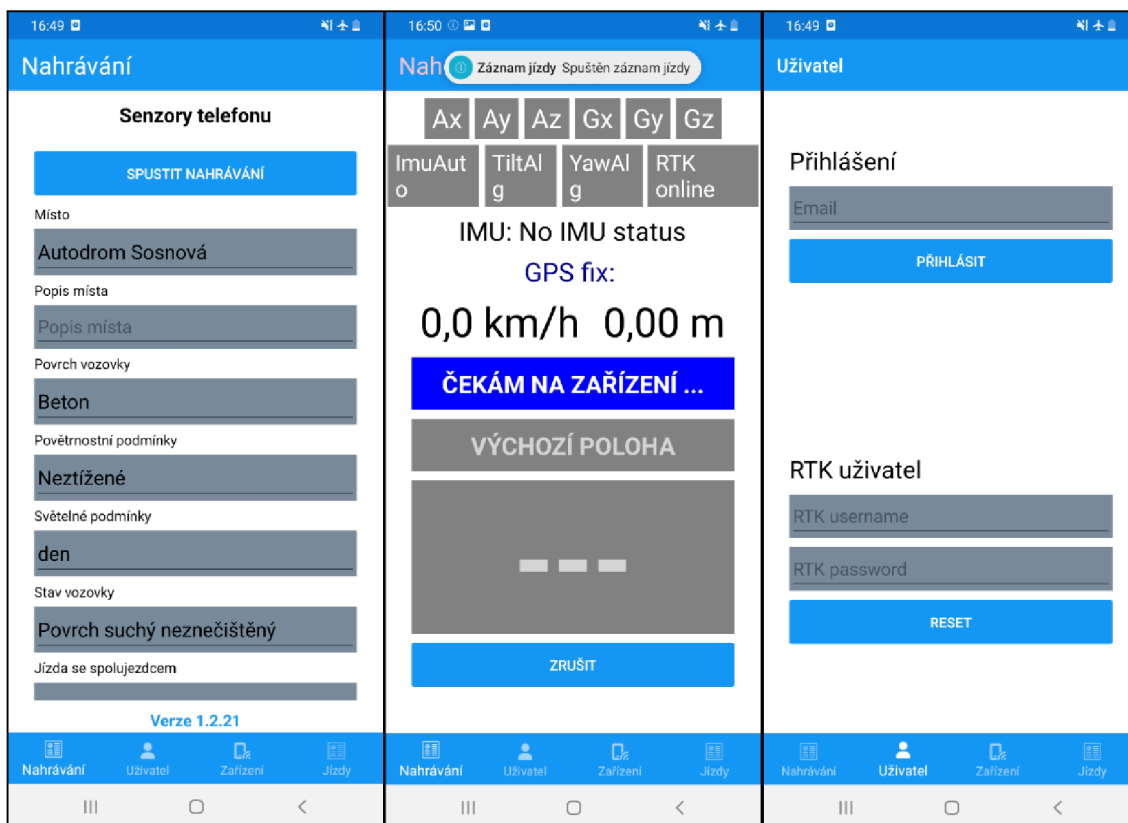 16:49
Nahrávání
Senzory telefonu
SPUSTIT NAHRÁVÁNÍ
Místo
Autodrom Sosnová
Popis místa
Popis místa
Povrch vozovky
Beton
Povětrnostní podmínky
Neztížené
Světelné podmínky
den
Stav vozovky
Povrch suchý neznečištěný
Jízda se spolujezdcem
Verze 1.2.21
Nahrávání Uživatel Zařízení Jízdy
16:50
Nah
Záznam jízdy Spuštěn záznam jízdy
Ax Ay Az Gx Gy Gz
ImuAut TiltAl YawAl RTK
o g g online
IMU: No IMU status
GPS fix:
0,0 km/h 0,00 m
ČEKÁM NA ZAŘÍZENÍ ...
VÝCHOZÍ POLOHA
ZRUŠIT
Nahrávání Uživatel Zařízení Jízdy
16:49
Uživatel
Přihlášení
Email
PŘIHLÁSIT
RTK uživatel
RTK username
RTK password
RESET
Nahrávání Uživatel Zařízení Jízdy